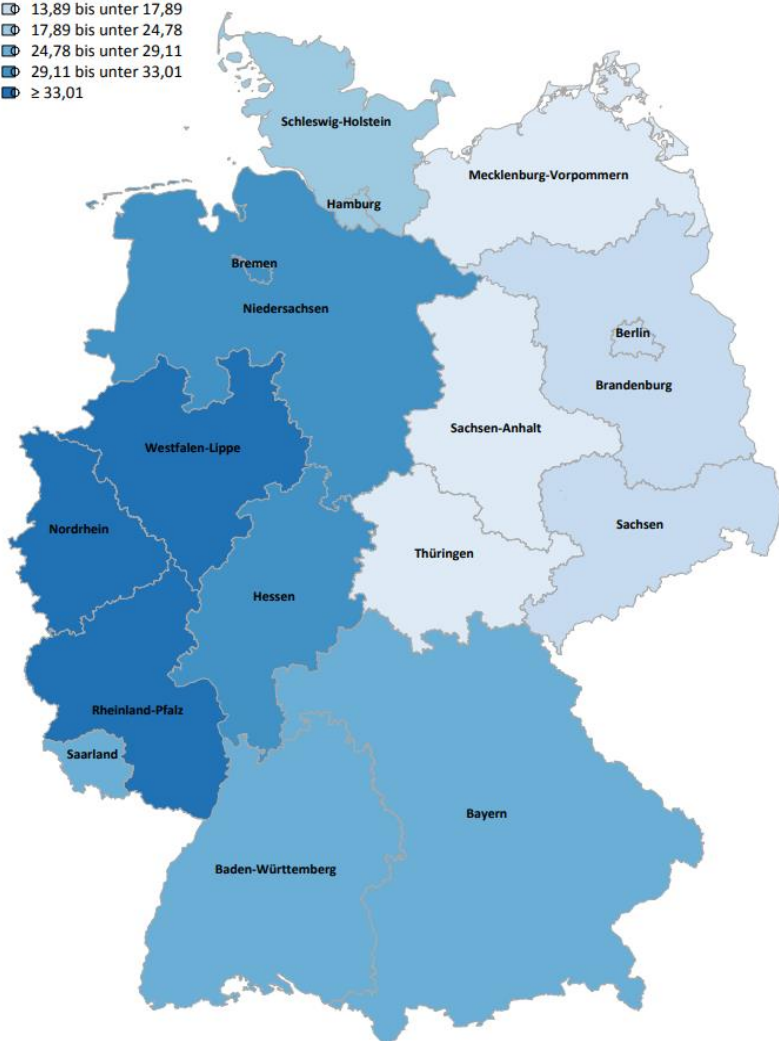 13,89 bis unter 17,89
17,89 bis unter 24,78
24,78 bis unter 29,11
29,11 bis unter 33,01
≥ 33,01
Schleswig-Holstein
Mecklenburg-Vorpommern
Hamburg
Bremen
Niedersachsen
Berlin
Brandenburg
Sachsen-Anhalt
Westfalen-Lippe
Sachsen
Nordrhein
Thüringen
Hessen
Rheinland-Pfalz
Saarland
Bayern
Baden-Württemberg